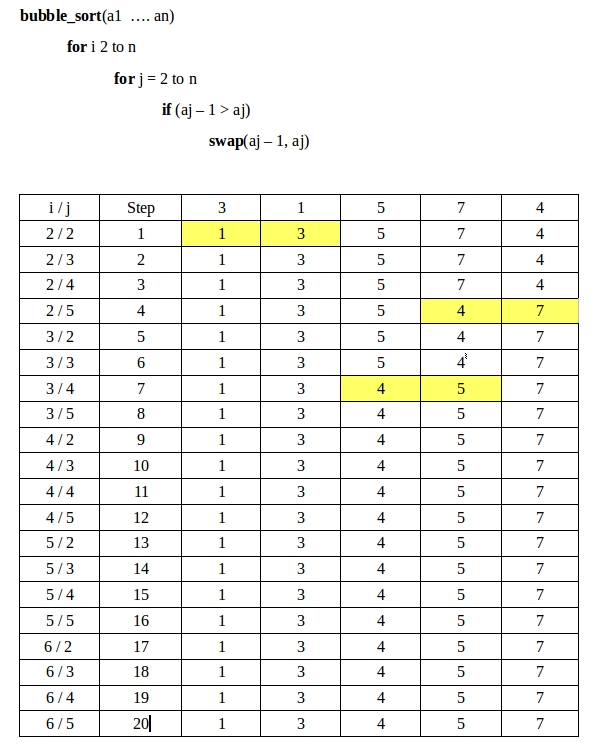 bubble_sort(a1 …. an)
for i 2 to n
for j = 2 to n
if (aj – 1 > aj)
swap(aj – 1, aj)
i / j Step 3 1 5 7 4
2 / 2 1 1 3 5 7 4
2 / 3 2 1 3 5 7 4
2 / 4 3 1 3 5 7 4
2 / 5 4 1 3 5 4 7
3 / 2 5 1 3 5 4 7
3 / 3 6 1 3 5 4 7
3 / 4 7 1 3 4 5 7
3 / 5 8 1 3 4 5 7
4 / 2 9 1 3 4 5 7
4 / 3 10 1 3 4 5 7
4 / 4 11 1 3 4 5 7
4 / 5 12 1 3 4 5 7
5 / 2 13 1 3 4 5 7
5 / 3 14 1 3 4 5 7
5 / 4 15 1 3 4 5 7
5 / 5 16 1 3 4 5 7
6 / 2 17 1 3 4 5 7
6 / 3 18 1 3 4 5 7
6 / 4 19 1 3 4 5 7
6 / 5 20 1 3 4 5 7